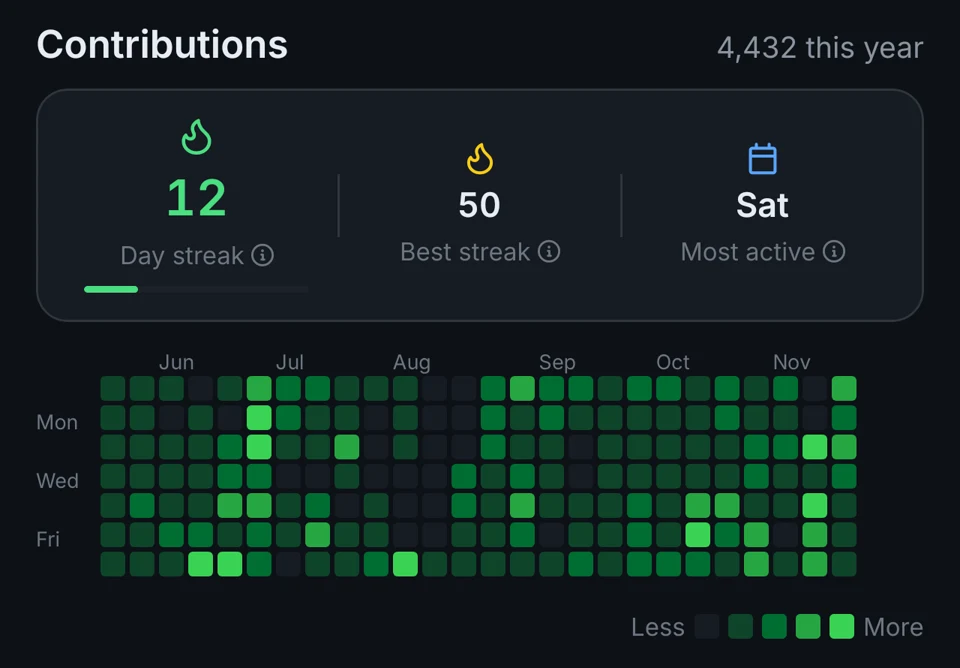 Contributions
4,432 this year
12
Day streak
50
Best streak
Sat
Most active
Jun Jul Aug Sep Oct Nov
Mon
Wed
Fri
Less More